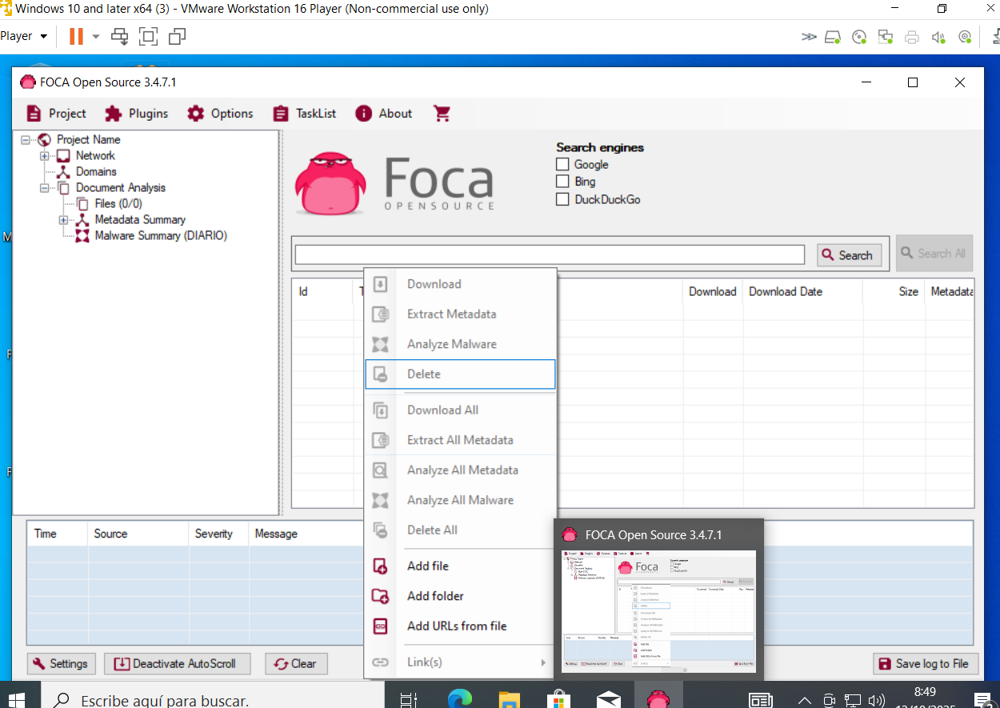 Windows 10 and later x64 (3) - VMware Workstation 16 Player (Non-commercial use only)
Player
FOCA Open Source 3.4.7.1
Project Plugins Options TaskList About
Project Name
Network
Domains
Document Analysis
Files (0/0)
Metadata Summary
Malware Summary (DIARIO)
Foca
OPENSOURCE
Search engines
Google
Bing
DuckDuckGo
Search
Search All
Id
Download
Download Date
Size
Metadata
Download
Extract Metadata
Analyze Malware
Delete
Download All
Extract All Metadata
Analyze All Metadata
Analyze All Malware
Delete All
Add file
Add folder
Add URLs from file
Link(s)
Time Source Severity Message
FOCA Open Source 3.4.7.1
Foca
Settings
Deactivate AutoScroll
Clear
Save log to File
Escribe aquí para buscar.
8:49